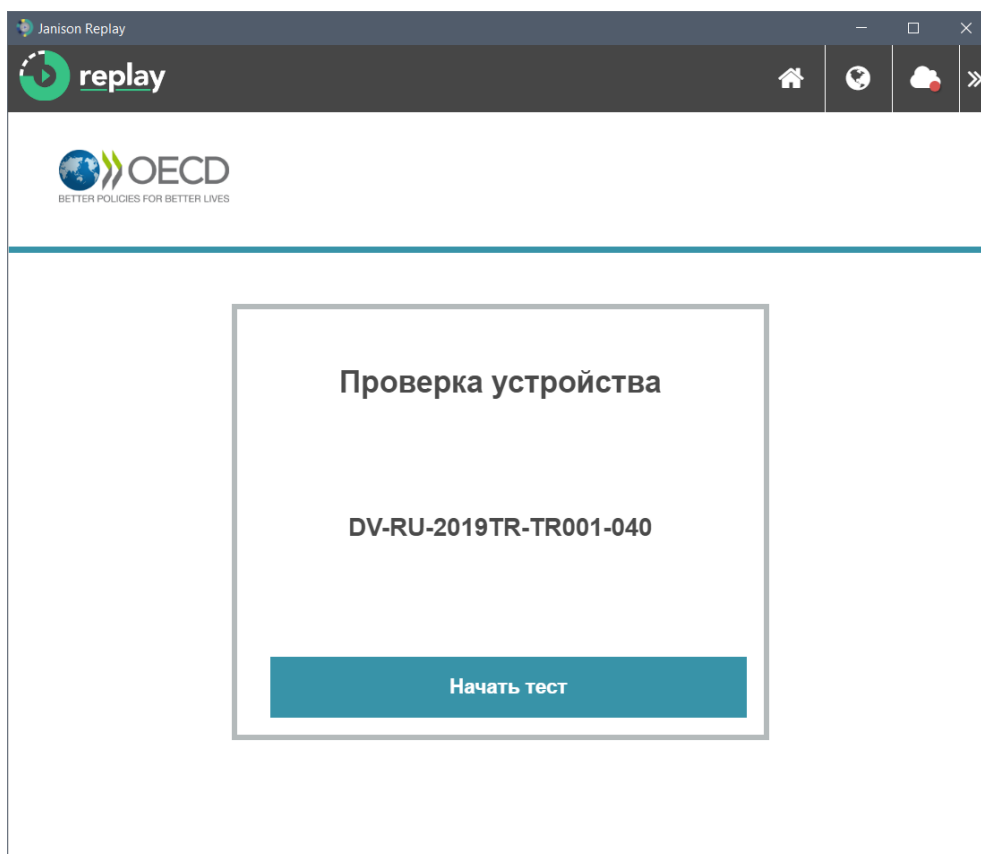 Janison Replay
replay
OECD
BETTER POLICIES FOR BETTER LIVES
Проверка устройства
DV-RU-2019TR-TR001-040
Начать тест